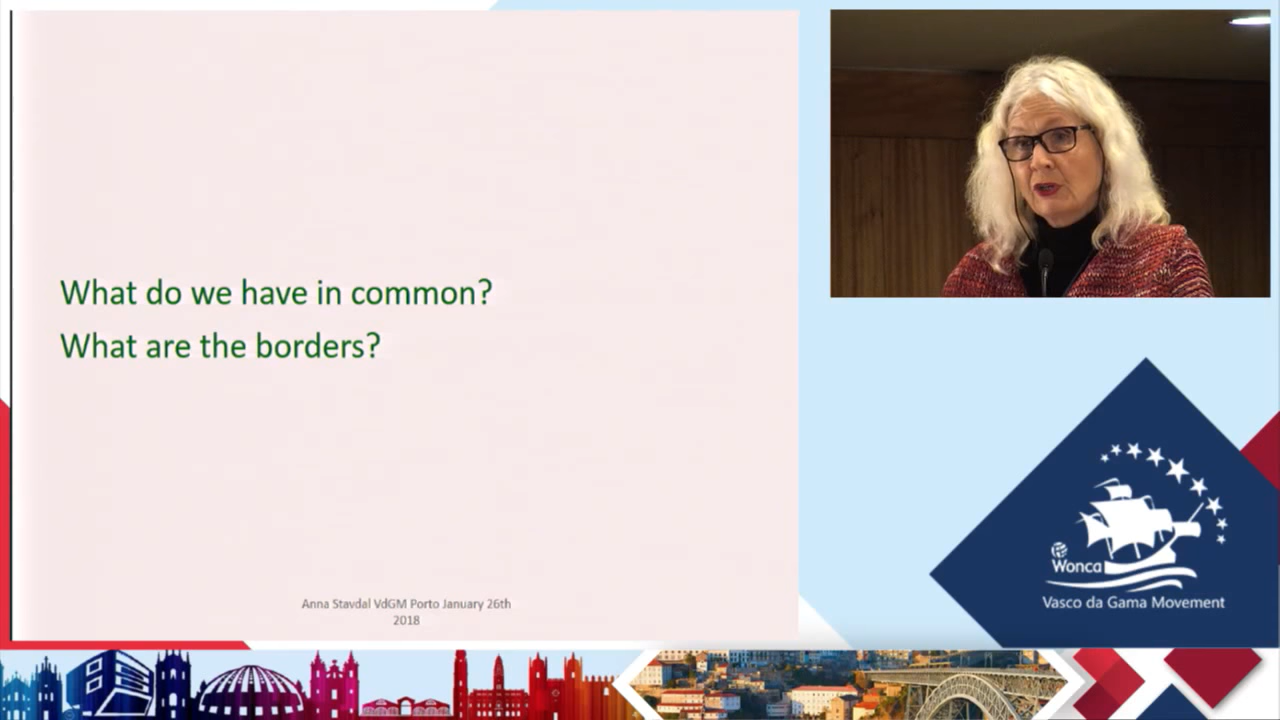 What do we have in common?
What are the borders?
Anna Stavdal VdGM Porto January 26th
2018
Wonca
Vasco da Gama Movement